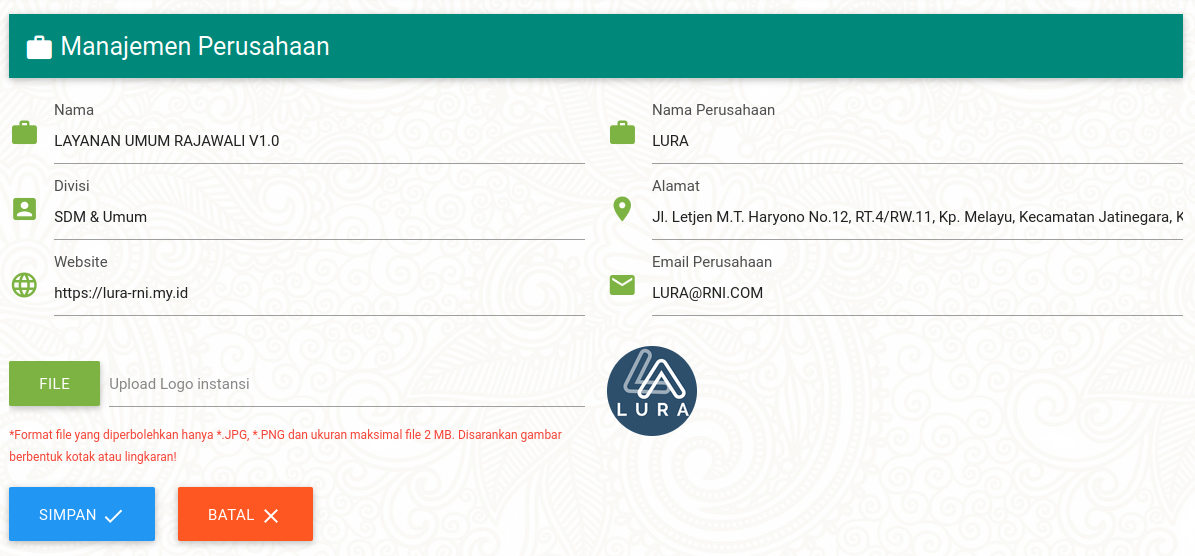 Manajemen Perusahaan
Nama
LAYANAN UMUM RAJAWALI V1.0
Nama Perusahaan
LURA
Divisi
SDM & Umum
Alamat
Jl. Letjen M.T. Haryono No.12, RT.4/RW.11, Kp. Melayu, Kecamatan Jatinegara, K
Website
https://lura-rni.my.id
Email Perusahaan
LURA@RNI.COM
FILE
Upload Logo instansi
LURA
*Format file yang diperbolehkan hanya *.JPG, *.PNG dan ukuran maksimal file 2 MB. Disarankan gambar
berbentuk kotak atau lingkaran!
SIMPAN
BATAL